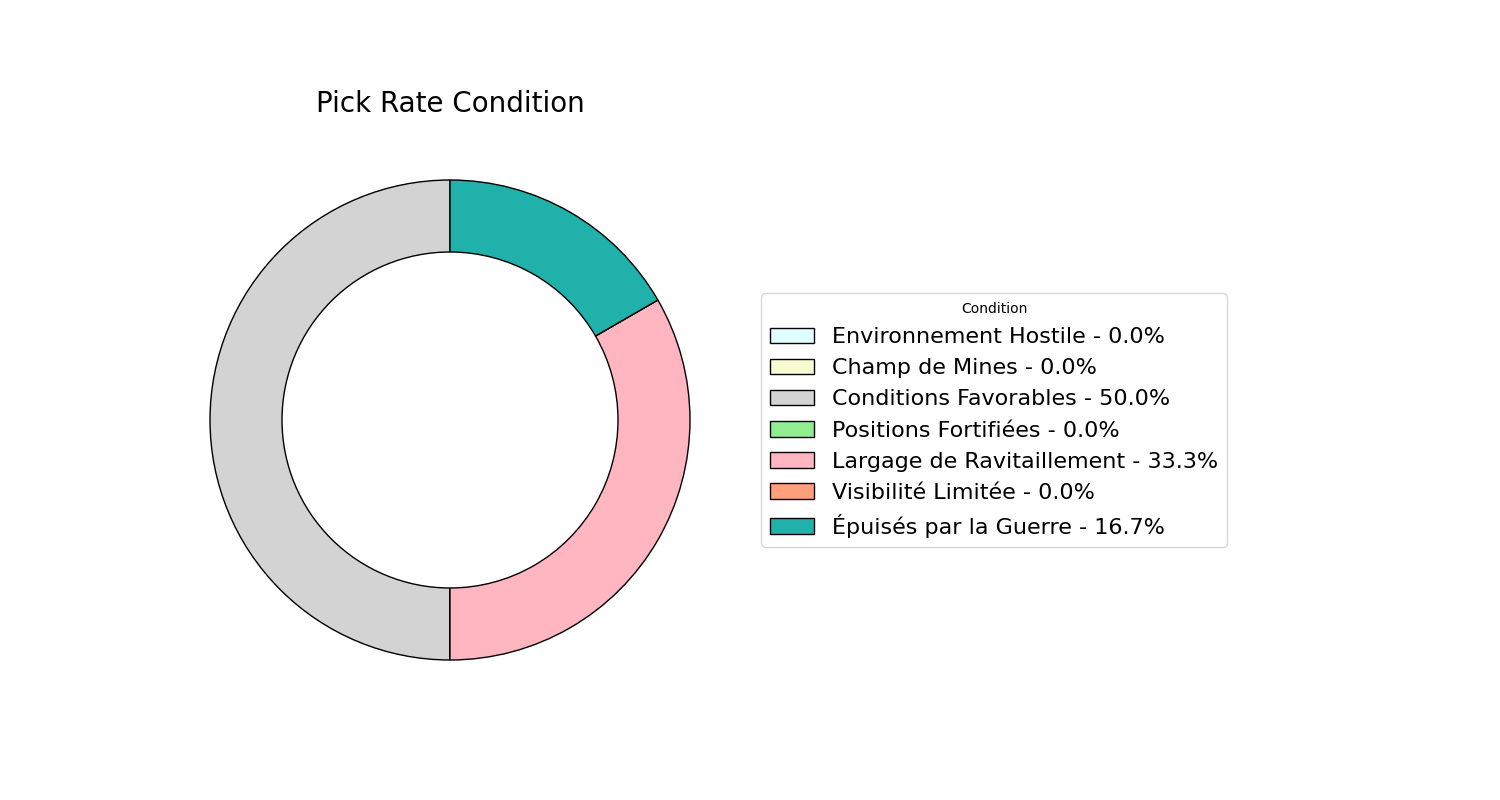 Pick Rate Condition
Condition
Environnement Hostile - 0.0%
Champ de Mines - 0.0%
Conditions Favorables - 50.0%
Positions Fortifiées - 0.0%
Largage de Ravitaillement - 33.3%
Visibilité Limitée - 0.0%
Épuisés par la Guerre - 16.7%